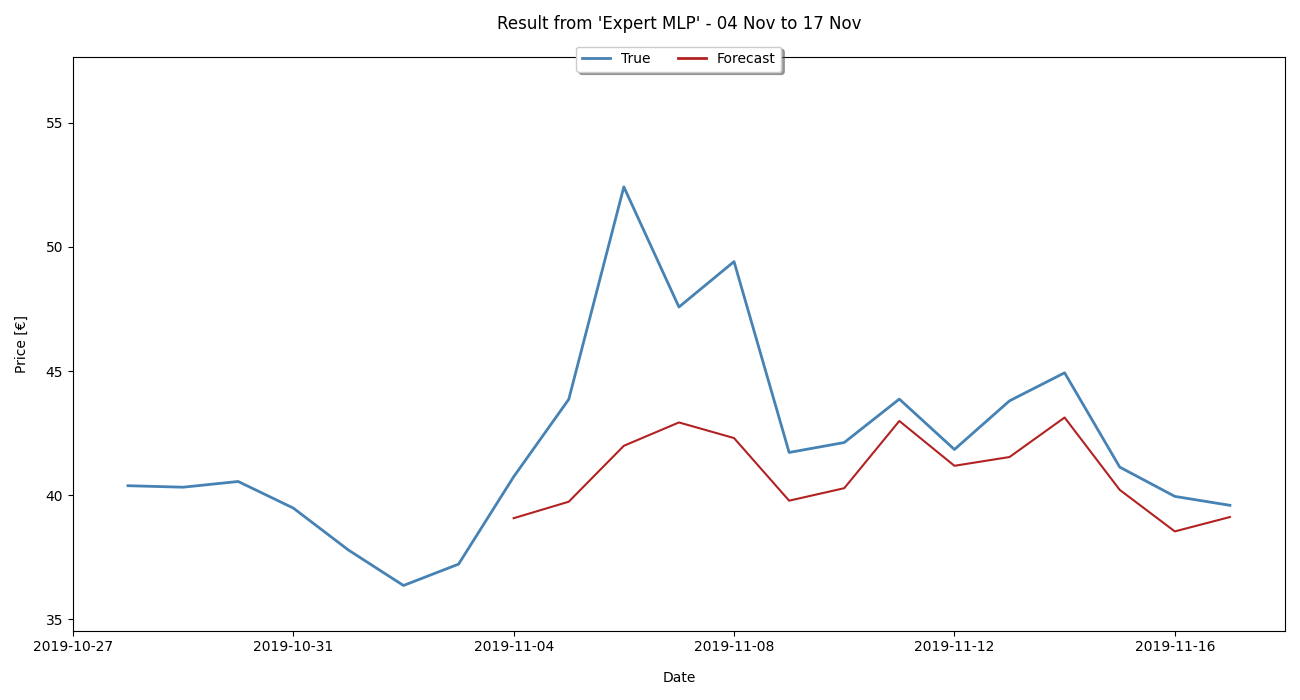 Result from 'Expert MLP' - 04 Nov to 17 Nov
True Forecast
55
50
45
40
35
Price [€]
2019-10-27 2019-10-31 2019-11-04 2019-11-08 2019-11-12 2019-11-16
Date